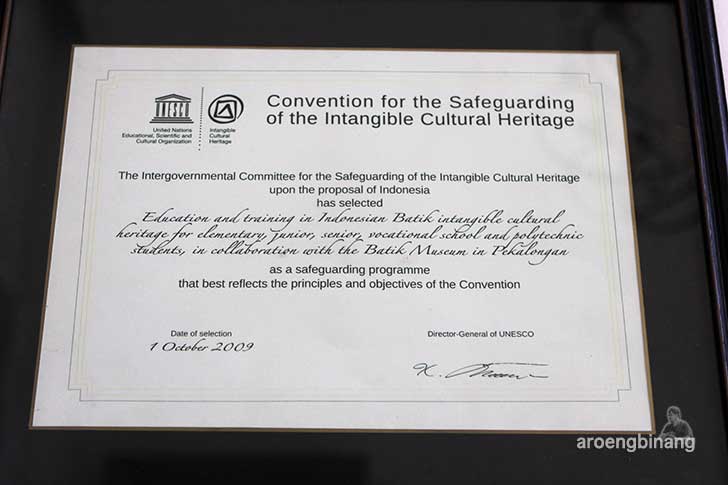 UNESCO
United Nations
Educational, Scientific and
Cultural Organization
Intangible
Cultural
Heritage
Convention for the Safeguarding
of the Intangible Cultural Heritage
The Intergovernmental Committee for the Safeguarding of the Intangible Cultural Heritage
upon the proposal of Indonesia
has selected
Education and training in Indonesian Batik intangible cultural
heritage for elementary, junior, senior, vocational school and polytechnic
students, in collaboration with the Batik Museum in Pekalongan
as a safeguarding programme
that best reflects the principles and objectives of the Convention
Date of selection
1 October 2009
Director-General of UNESCO
aroengbinang